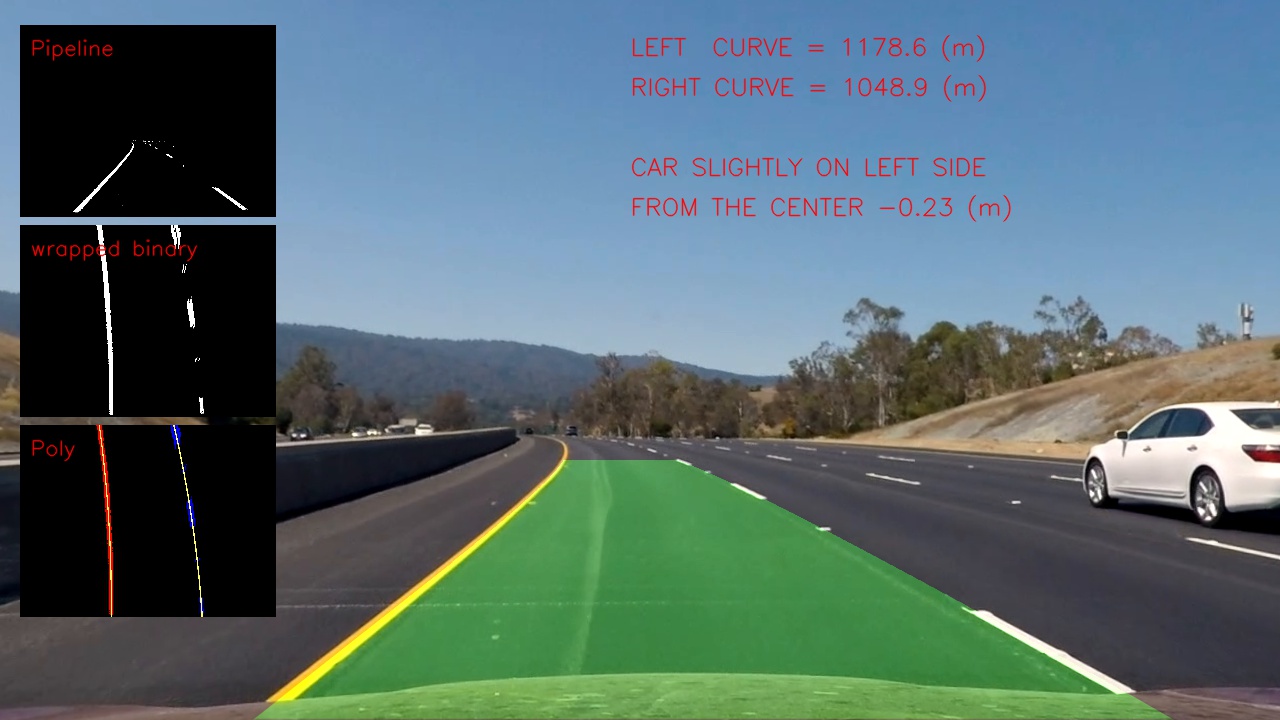 Pipeline
wrapped binary
Poly
LEFT CURVE = 1178.6 (m)
RIGHT CURVE = 1048.9 (m)
CAR SLIGHTLY ON LEFT SIDE
FROM THE CENTER -0.23 (m)